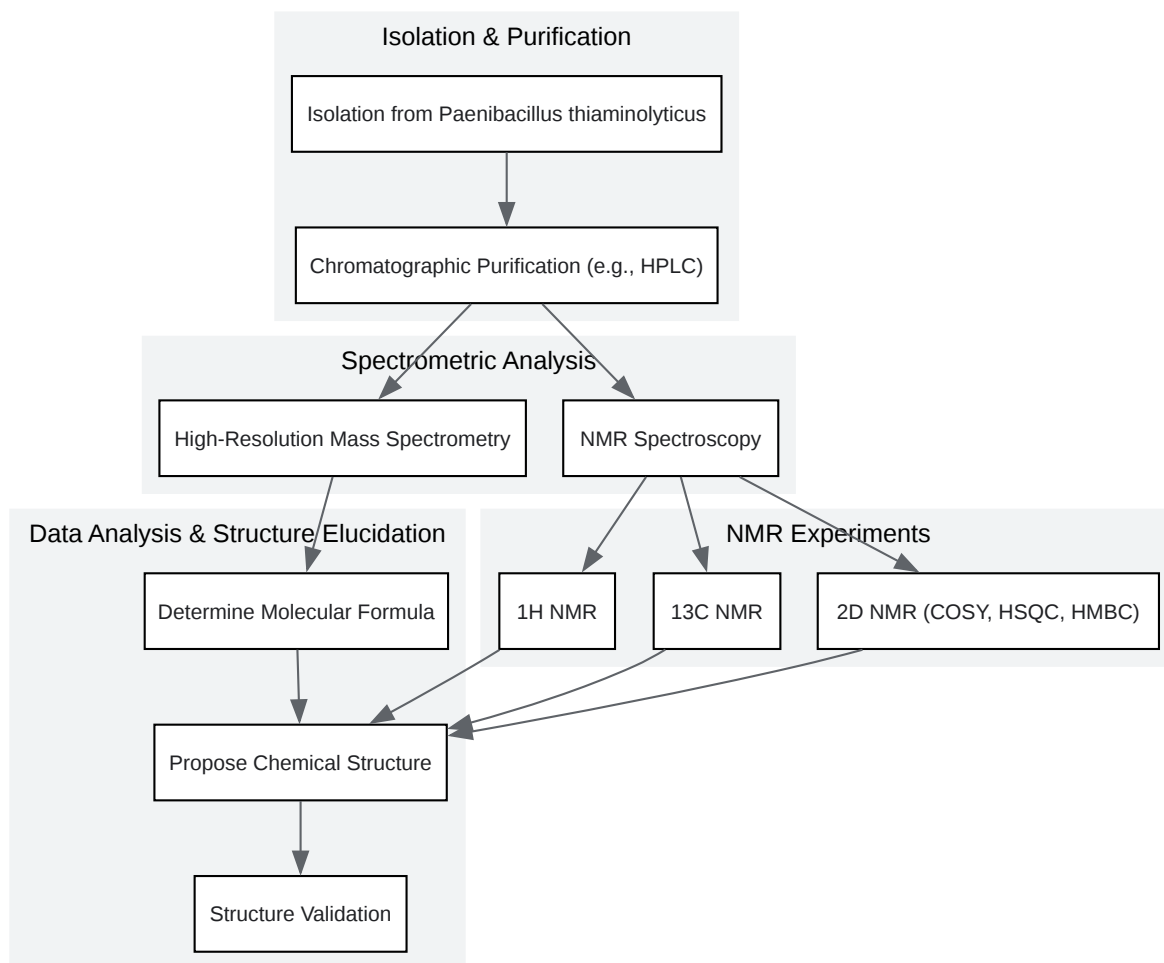 Isolation & Purification
Isolation from Paenibacillus thiaminolyticus
Chromatographic Purification (e.g., HPLC)
Spectrometric Analysis
High-Resolution Mass Spectrometry
NMR Spectroscopy
Data Analysis & Structure Elucidation
NMR Experiments
Determine Molecular Formula
1H NMR
13C NMR
2D NMR (COSY, HSQC, HMBC)
Propose Chemical Structure
Structure Validation